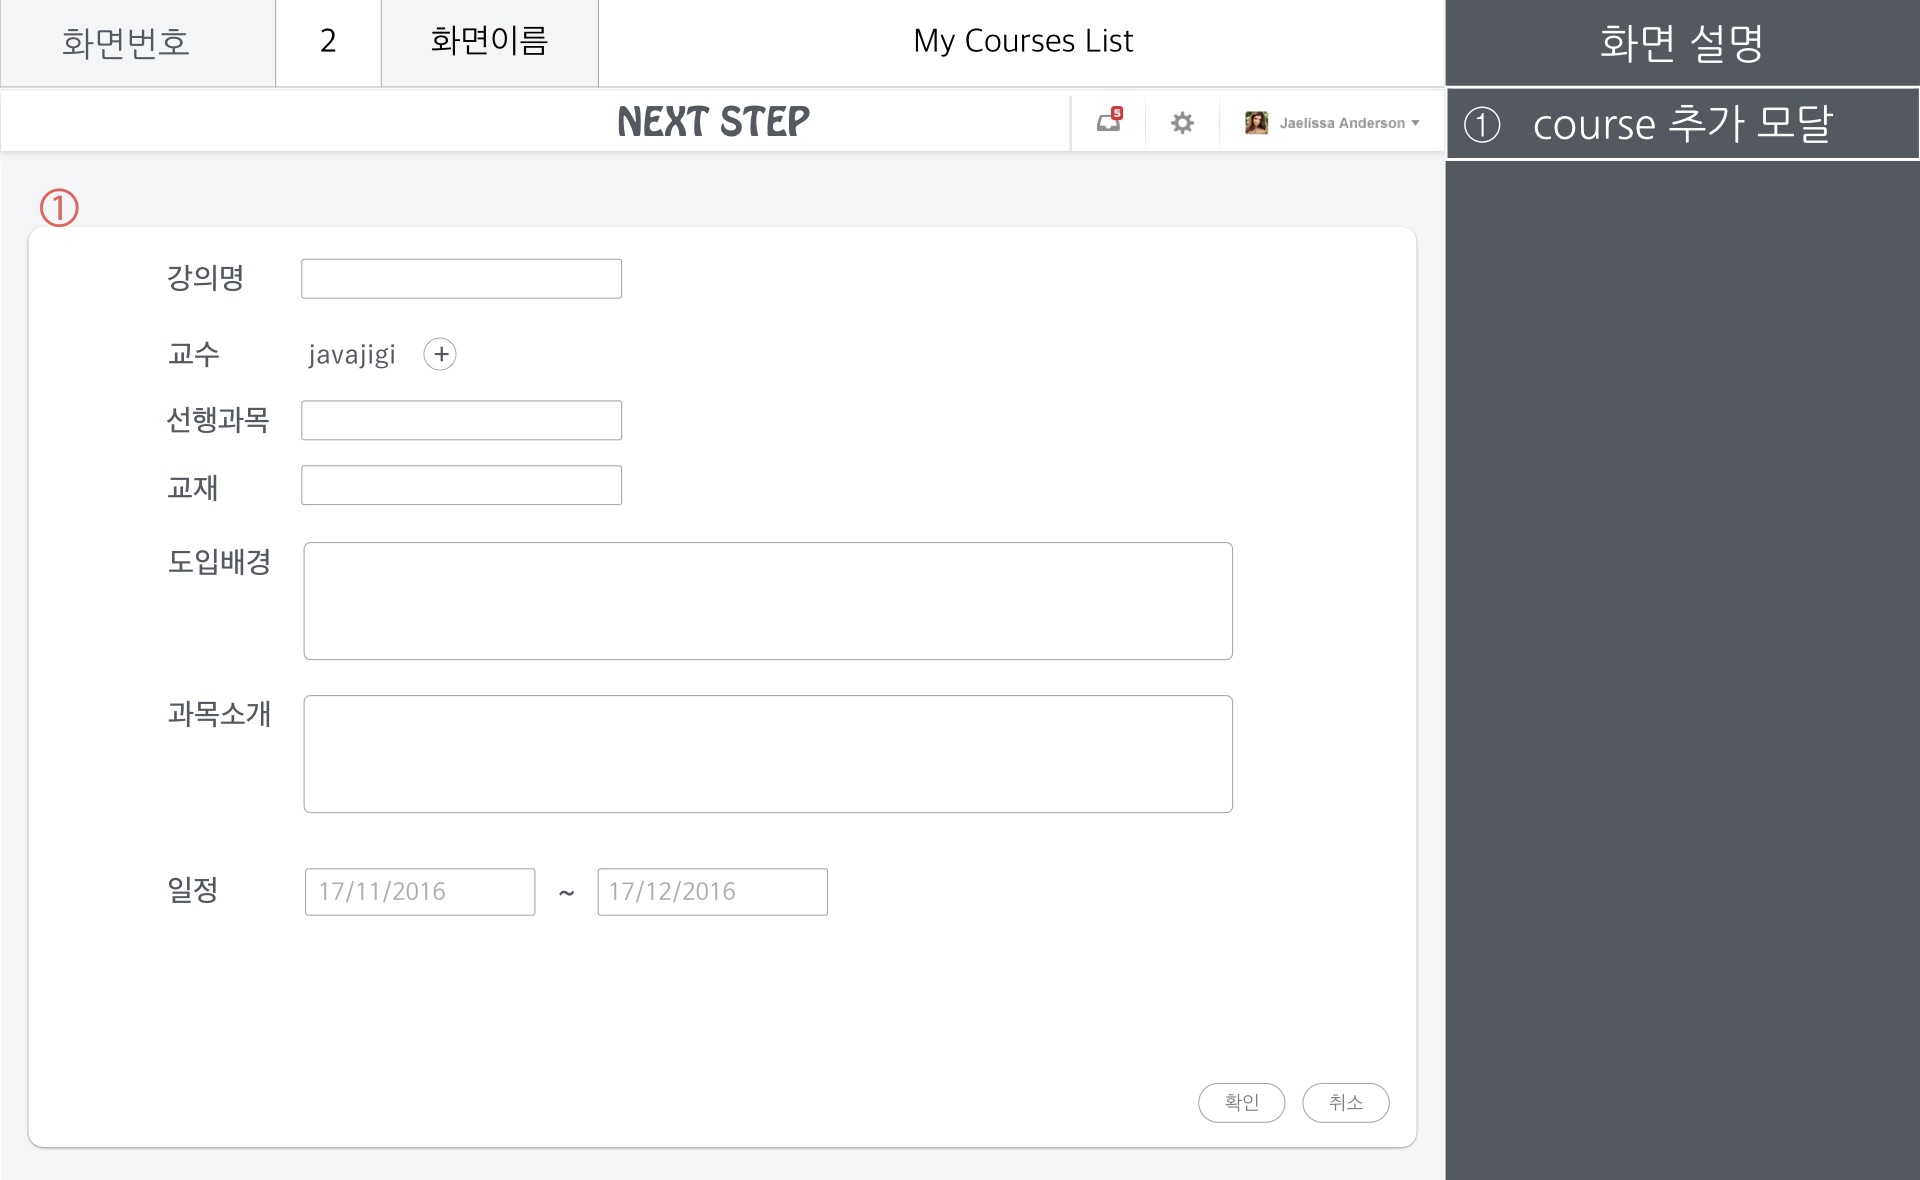 화면번호 2 화면이름 My Courses List 화면 설명
NEXT STEP 5 Jaelissa Anderson
① course 추가 모달
①
강의명
교수 javajigi +
선행과목
교재
도입배경
과목소개
일정 17/11/2016 ~ 17/12/2016
확인 취소